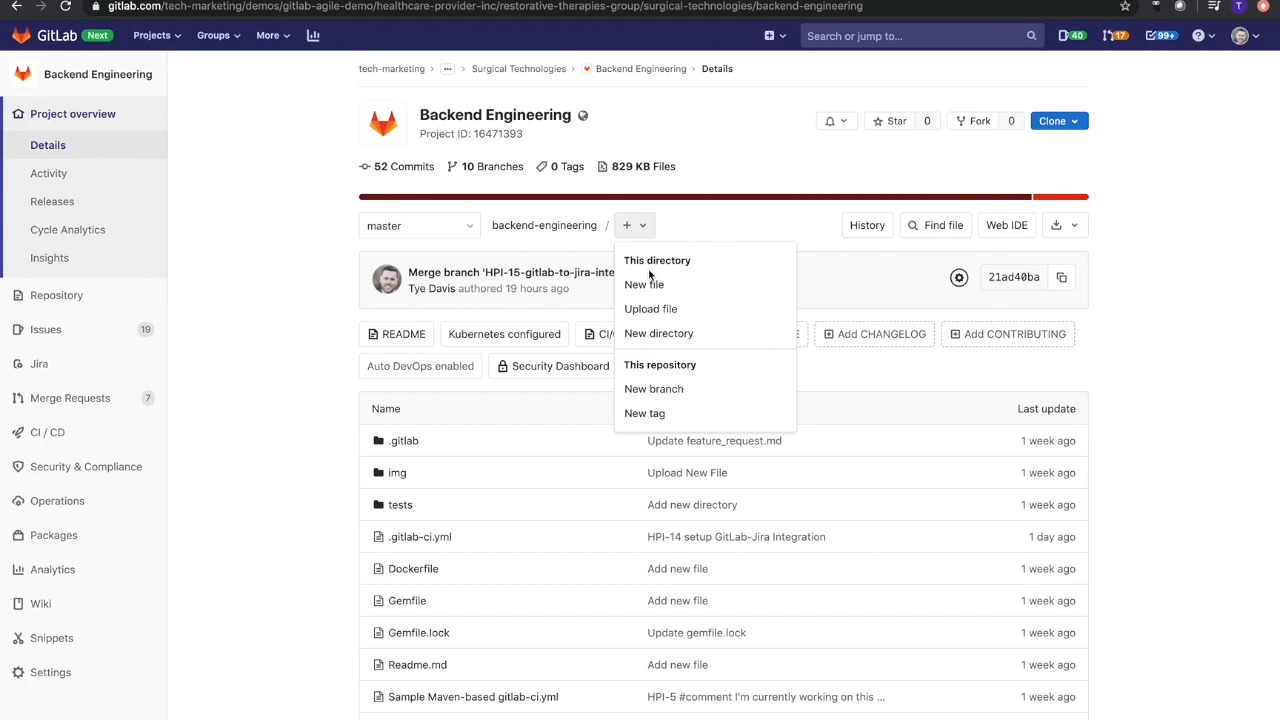 gitlab.com/tech-marketing/demos/gitlab-agile-demo/healthcare-provider-inc/restorative-therapies-group/surgical-technologies/backend-engineering
T
GitLab Next Projects Groups More Search or jump to... 40 17 99+
Backend Engineering
Project overview
Details
Activity
Releases
Cycle Analytics
Insights
Repository
Issues 19
Jira
Merge Requests 7
CI / CD
Security & Compliance
Operations
Packages
Analytics
Wiki
Snippets
Settings
tech-marketing > ... Surgical Technologies > Backend Engineering > Details
Backend Engineering
Project ID: 16471393
Star 0 Fork 0 Clone
52 Commits 10 Branches 0 Tags 829 KB Files
master backend-engineering / + History Find file Web IDE
This directory
New file
Upload file
New directory
This repository
New branch
New tag
Merge branch 'HPI-15-gitlab-to-jira-inte
Tye Davis authored 19 hours ago
21ad40ba
README Kubernetes configured CI/ E Add CHANGELOG Add CONTRIBUTING
Auto DevOps enabled Security Dashboard
Name Last update
.gitlab Update feature_request.md 1 week ago
img Upload New File 1 week ago
tests Add new directory 1 week ago
.gitlab-ci.yml HPI-14 setup GitLab-Jira Integration 1 day ago
Dockerfile Add new file 1 week ago
Gemfile Add new file 1 week ago
Gemfile.lock Update gemfile.lock 1 week ago
Readme.md Add new file 1 week ago
Sample Maven-based gitlab-ci.yml HPI-5 #comment I'm currently working on this ... 1 week ago